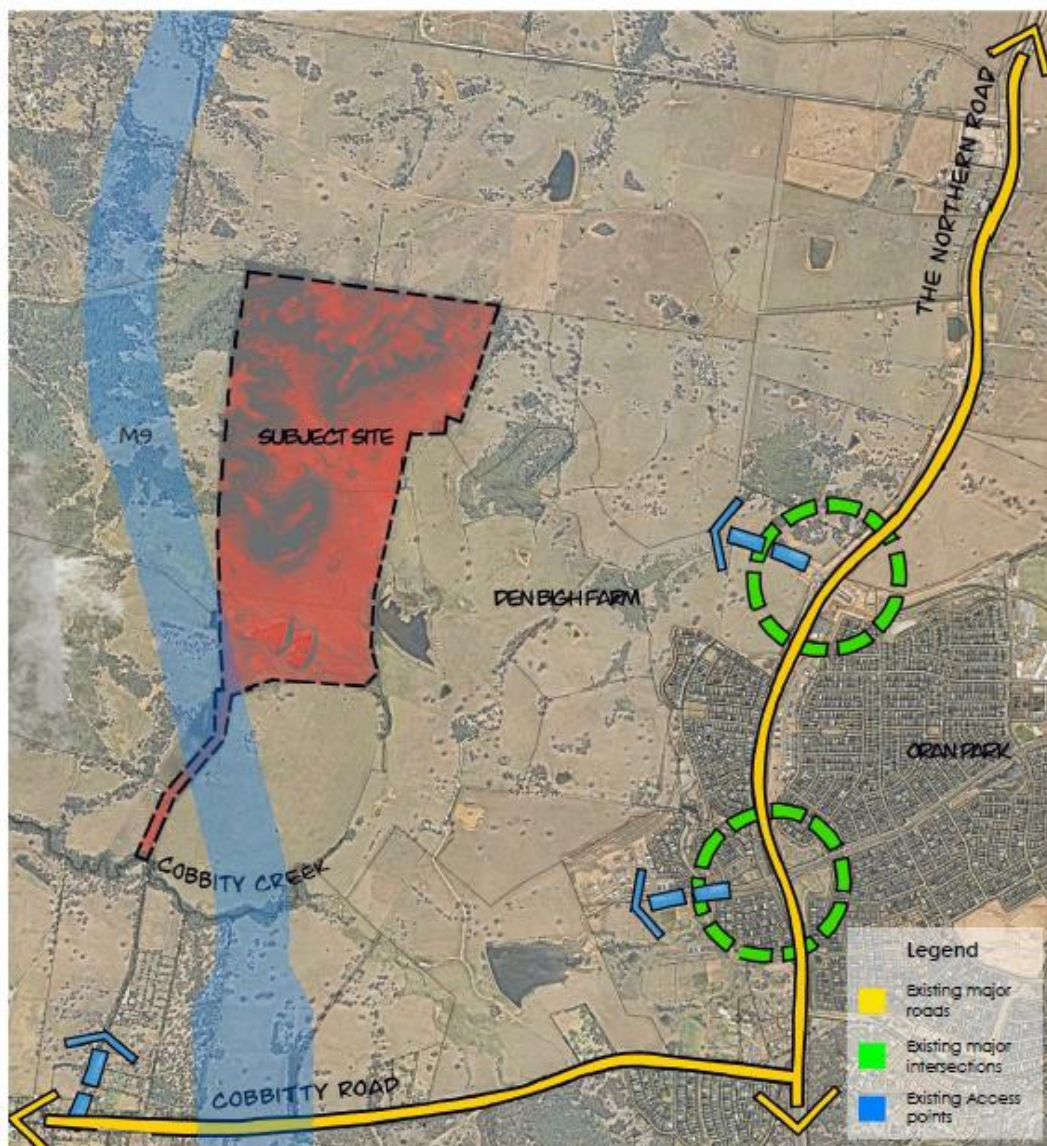 THE NORTHERN ROAD
M9
SUBJECT SITE
DENBIGH FARM
ORAN PARK
COBBITY CREEK
COBBITTY ROAD
Legend
Existing major
roads
Existing major
intersections
Existing Access
points